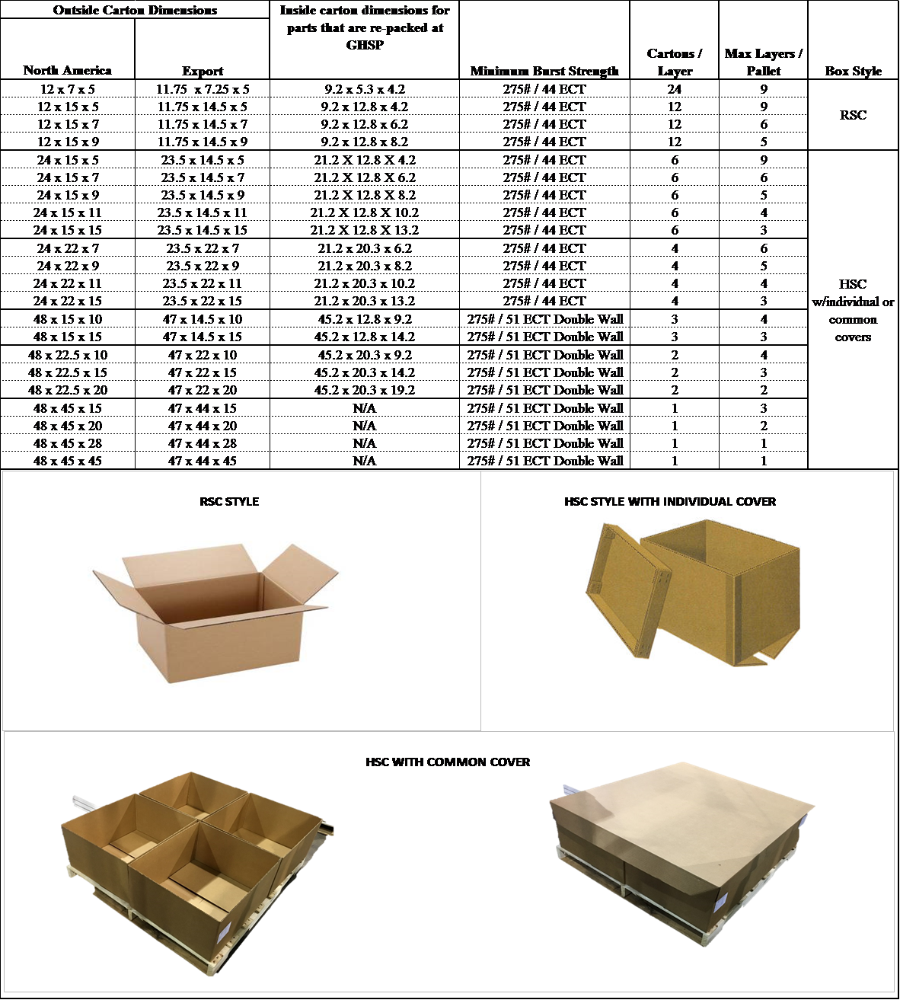 Outside Carton Dimensions
Inside carton dimensions for
parts that are re-packed at
GHSP
North America
Export
Minimum Burst Strength
Cartons /
Layer
Max Layers /
Pallet
Box Style
12 x 7 x 5 11.75 x 7.25 x 5 9.2 x 5.3 x 4.2 275# / 44 ECT 24 9
12 x 15 x 5 11.75 x 14.5 x 5 9.2 x 12.8 x 4.2 275# / 44 ECT 12 9
12 x 15 x 7 11.75 x 14.5 x 7 9.2 x 12.8 x 6.2 275# / 44 ECT 12 6
12 x 15 x 9 11.75 x 14.5 x 9 9.2 x 12.8 x 8.2 275# / 44 ECT 12 5
RSC
24 x 15 x 5 23.5 x 14.5 x 5 21.2 X 12.8 X 4.2 275# / 44 ECT 6 9
24 x 15 x 7 23.5 x 14.5 x 7 21.2 X 12.8 X 6.2 275# / 44 ECT 6 6
24 x 15 x 9 23.5 x 14.5 x 9 21.2 X 12.8 X 8.2 275# / 44 ECT 6 5
24 x 15 x 11 23.5 x 14.5 x 11 21.2 X 12.8 X 10.2 275# / 44 ECT 6 4
24 x 15 x 15 23.5 x 14.5 x 15 21.2 X 12.8 X 13.2 275# / 44 ECT 6 3
24 x 22 x 7 23.5 x 22 x 7 21.2 x 20.3 x 6.2 275# / 44 ECT 4 6
24 x 22 x 9 23.5 x 22 x 9 21.2 x 20.3 x 8.2 275# / 44 ECT 4 5
24 x 22 x 11 23.5 x 22 x 11 21.2 x 20.3 x 10.2 275# / 44 ECT 4 4
24 x 22 x 15 23.5 x 22 x 15 21.2 x 20.3 x 13.2 275# / 44 ECT 4 3
48 x 15 x 10 47 x 14.5 x 10 45.2 x 12.8 x 9.2 275# / 51 ECT Double Wall 3 4
48 x 15 x 15 47 x 14.5 x 15 45.2 x 12.8 x 14.2 275# / 51 ECT Double Wall 3 3
48 x 22.5 x 10 47 x 22 x 10 45.2 x 20.3 x 9.2 275# / 51 ECT Double Wall 2 4
48 x 22.5 x 15 47 x 22 x 15 45.2 x 20.3 x 14.2 275# / 51 ECT Double Wall 2 3
48 x 22.5 x 20 47 x 22 x 20 45.2 x 20.3 x 19.2 275# / 51 ECT Double Wall 2 2
48 x 45 x 15 47 x 44 x 15 N/A 275# / 51 ECT Double Wall 1 3
48 x 45 x 20 47 x 44 x 20 N/A 275# / 51 ECT Double Wall 1 2
48 x 45 x 28 47 x 44 x 28 N/A 275# / 51 ECT Double Wall 1 1
48 x 45 x 45 47 x 44 x 45 N/A 275# / 51 ECT Double Wall 1 1
HSC
w/individual or
common
covers
RSC STYLE
HSC STYLE WITH INDIVIDUAL COVER
HSC WITH COMMON COVER